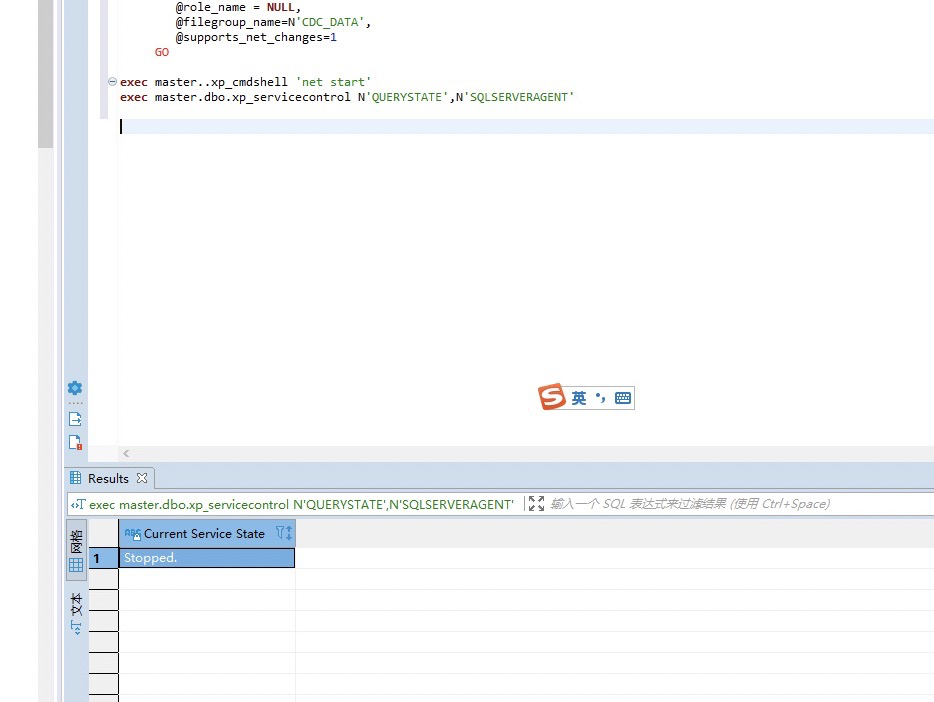 @role_name = NULL,
@filegroup_name=N'CDC_DATA',
@supports_net_changes=1
GO
exec master..xp_cmdshell 'net start'
exec master.dbo.xp_servicecontrol N'QUERYSTATE',N'SQLSERVERAGENT'
S 英 •,
Results
exec master.dbo.xp_servicecontrol N'QUERYSTATE',N'SQLSERVERAGENT' 输入一个 SQL 表达式来过滤结果 (使用 Ctrl+Space)
网格
ABC Current Service State
1 Stopped.
文本
T